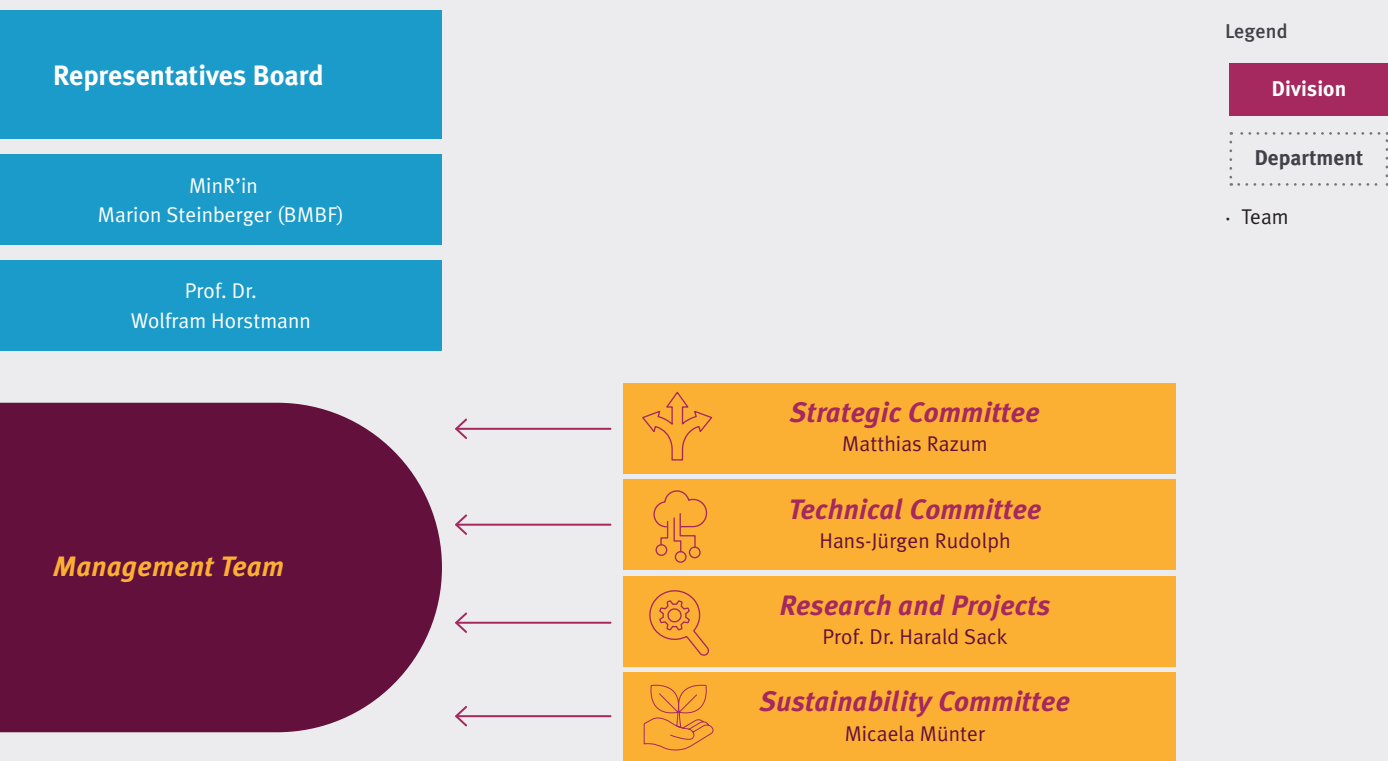 Representatives Board
MinR’in
Marion Steinberger (BMBF)
Prof. Dr.
Wolfram Horstmann
Management Team
Strategic Committee
Matthias Razum
Technical Committee
Hans-Jürgen Rudolph
Research and Projects
Prof. Dr. Harald Sack
Sustainability Committee
Micaela Münter
Legend
Division
Department
· Team